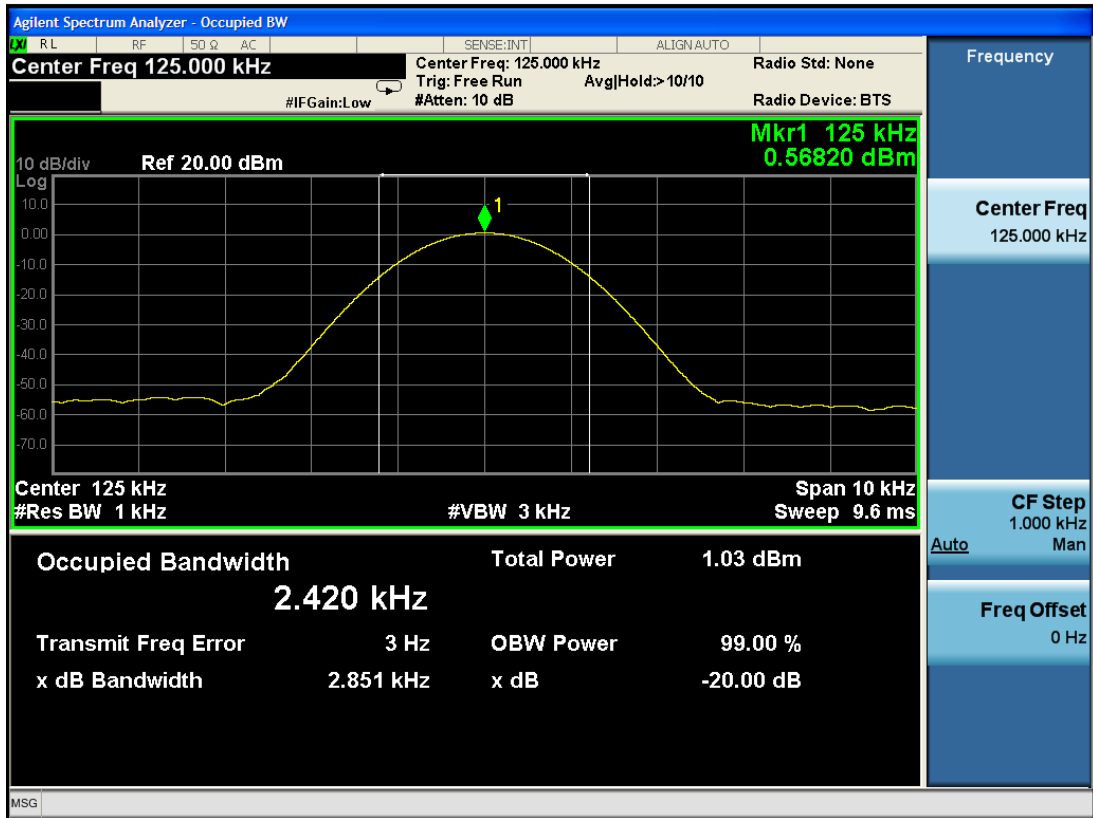 Agilent Spectrum Analyzer - Occupied BW
LXI RL RF 50 Ω AC SENSE:INT ALIGN AUTO
Center Freq 125.000 kHz
Center Freq: 125.000 kHz Radio Std: None
Trig: Free Run Avg|Hold:>10/10
#IFGain:Low #Atten: 10 dB Radio Device: BTS
Mkr1 125 kHz
0.56820 dBm
10 dB/div Ref 20.00 dBm
Log
10.0
1
0.00
-10.0
-20.0
-30.0
-40.0
-50.0
-60.0
-70.0
Center 125 kHz Span 10 kHz
#Res BW 1 kHz #VBW 3 kHz Sweep 9.6 ms
Occupied Bandwidth Total Power 1.03 dBm
2.420 kHz
Transmit Freq Error 3 Hz OBW Power 99.00 %
x dB Bandwidth 2.851 kHz x dB -20.00 dB
Frequency
Center Freq
125.000 kHz
CF Step
1.000 kHz
Auto Man
Freq Offset
0 Hz
MSG